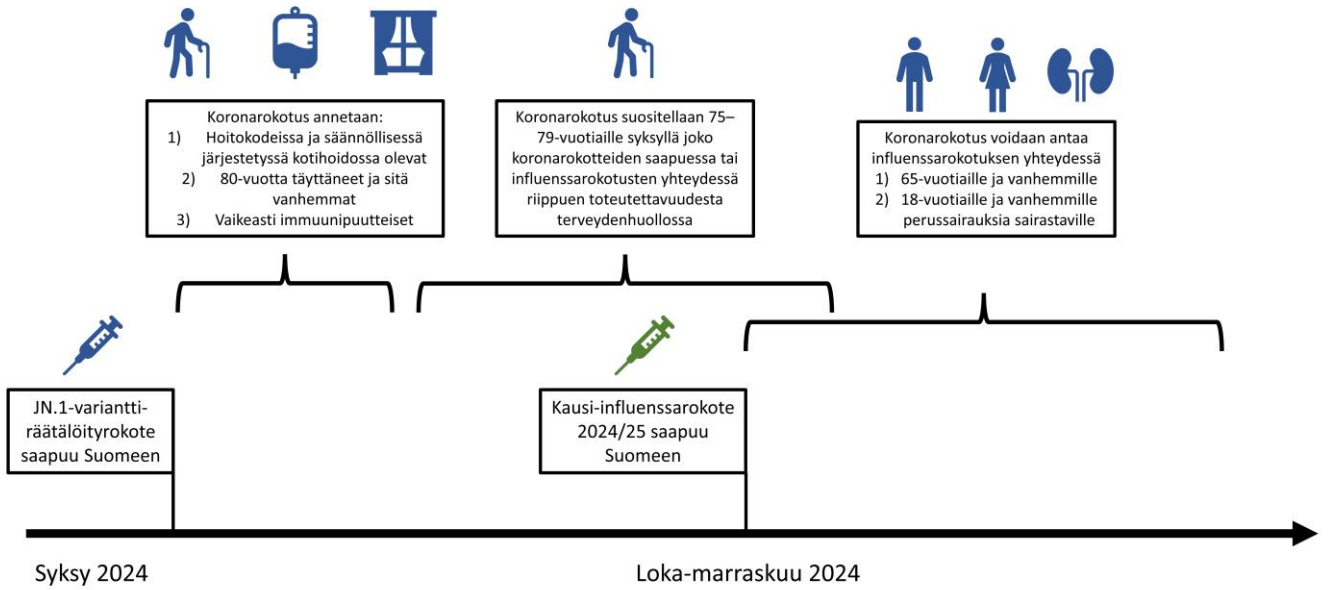 Koronarokotus annetaan:
1) Hoitokodeissa ja säännöllisessä
järjestetyssä kotihoidossa olevat
2) 80-vuotta täyttäneet ja sitä
vanhemmat
3) Vaikeasti immuunipuutteiset
Koronarokotus suositellaan 75–
79-vuotiaille syksyllä joko
koronarokotteiden saapuessa tai
influenssarokotusten yhteydessä
riippuen toteutettavuudesta
terveydenhuollossa
Koronarokotus voidaan antaa
influenssarokotuksen yhteydessä
1) 65-vuotiaille ja vanhemmille
2) 18-vuotiaille ja vanhemmille
perussairauksia sairastaville
JN.1-variantti-
räätälöityrokote
saapuu Suomeen
Kausi-influenssarokote
2024/25 saapuu
Suomeen
Syksy 2024
Loka-marraskuu 2024